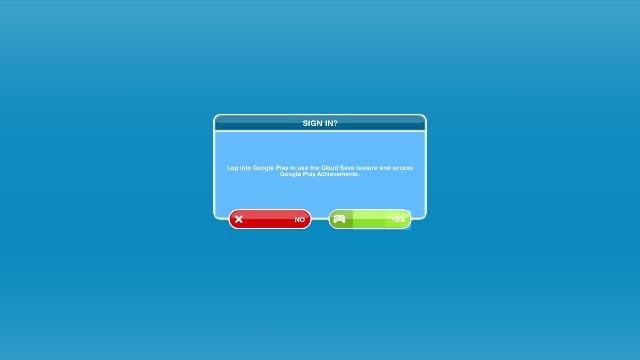 SIGN IN?
Log into Google Play to use the Cloud Save feature and access
Google Play Achievements.
NO
YES